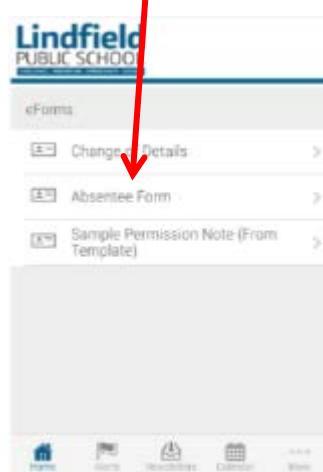 Lindfield
PUBLIC SCHOOL
eForms
Change of Details
Absentee Form
Sample Permission Note (From
Template)
Home
Alerts
Newsletters
Calendar
More